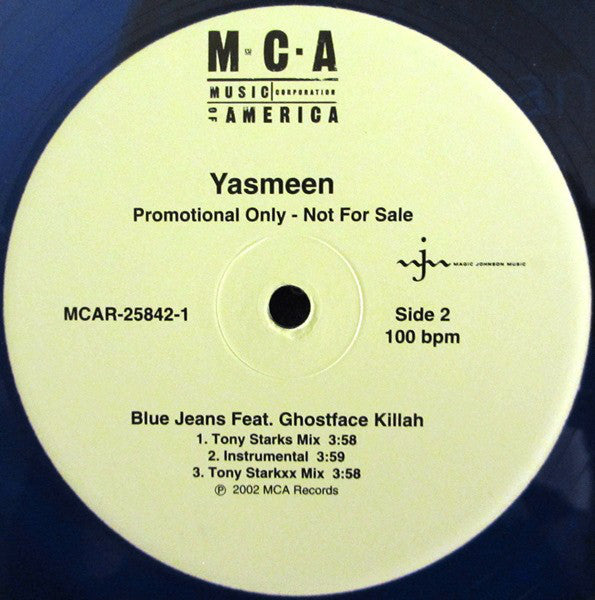 M·C·A
MUSIC CORPORATION
OF AMERICA
Yasmeen
Promotional Only - Not For Sale
mjm MAGIC JOHNSON MUSIC
MCAR-25842-1
Side 2
100 bpm
Blue Jeans Feat. Ghostface Killah
1. Tony Starks Mix 3:58
2. Instrumental 3:59
3. Tony Starkxx Mix 3:58
℗ 2002 MCA Records